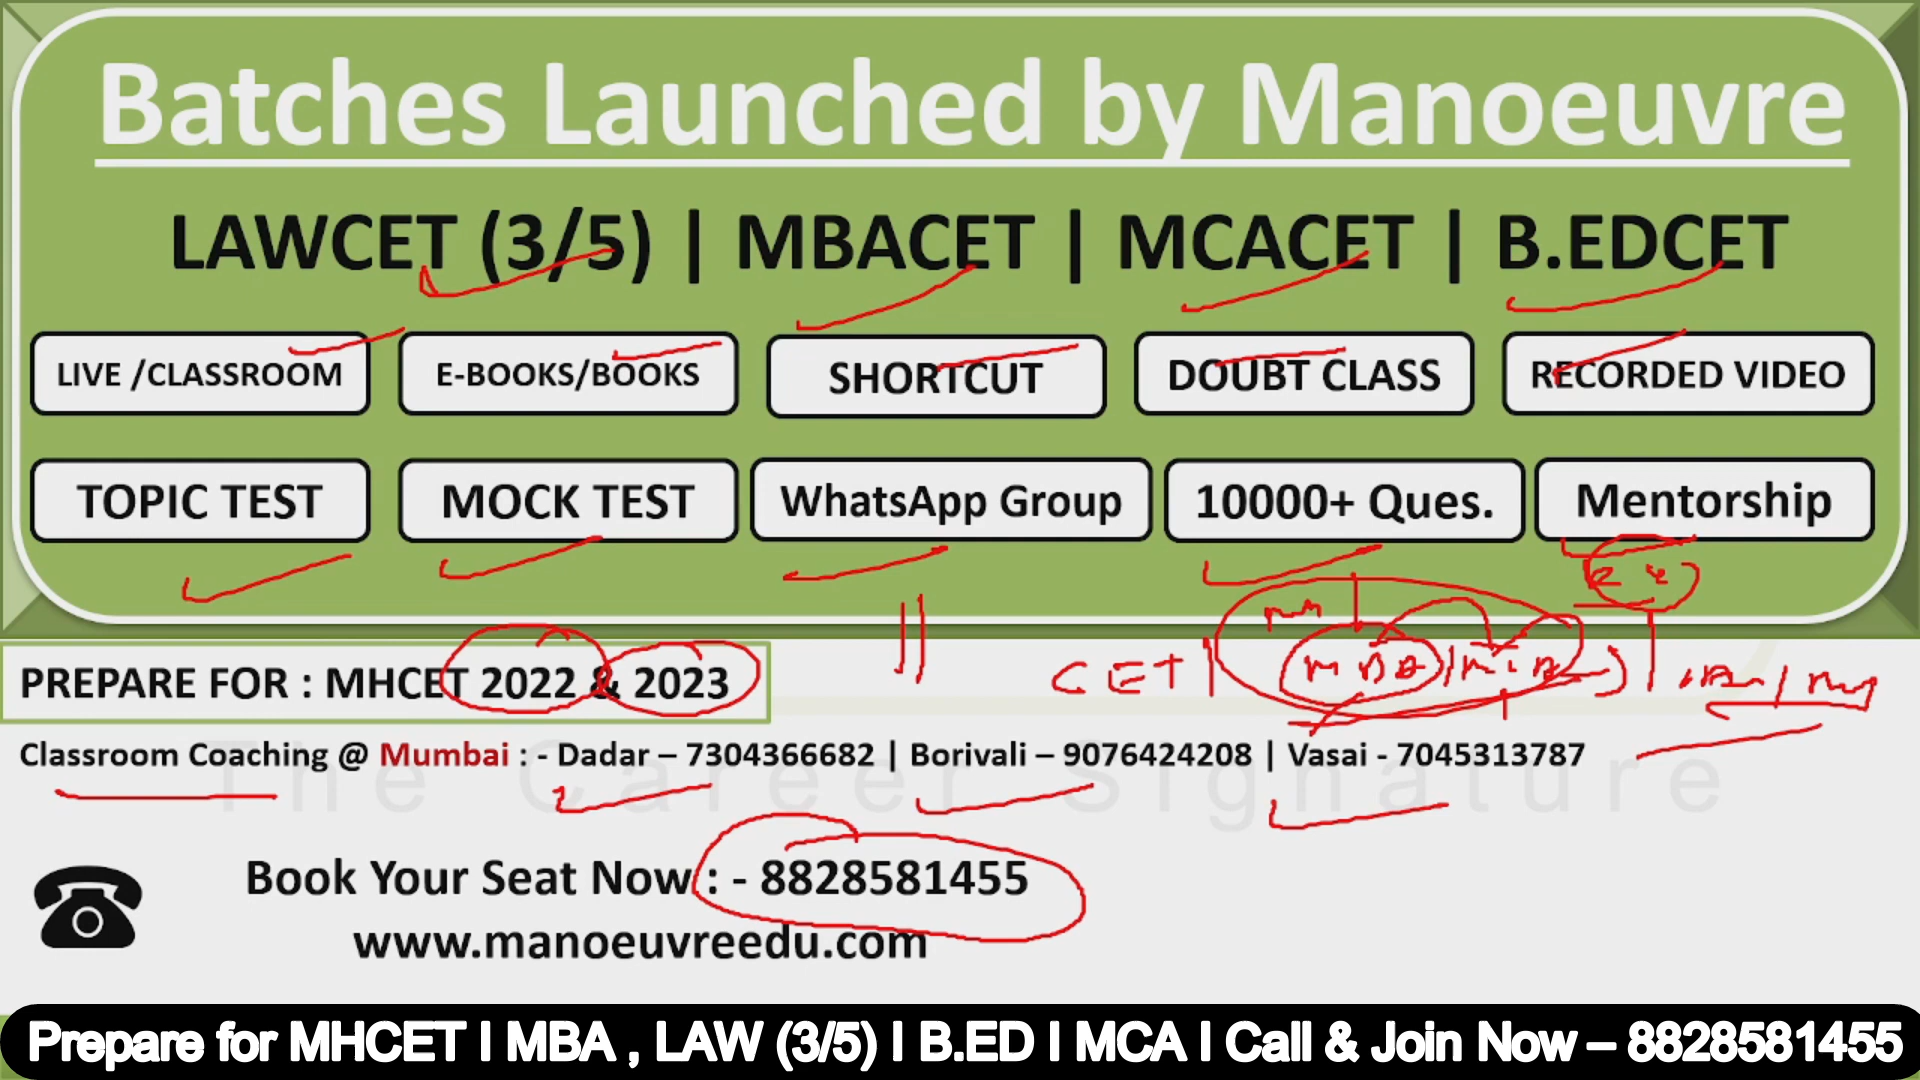 Batches Launched by Manoeuvre
LAWCET (3/5) | MBACET | MCACET | B.EDCET
LIVE /CLASSROOM E-BOOKS/BOOKS SHORTCUT DOUBT CLASS RECORDED VIDEO
TOPIC TEST MOCK TEST WhatsApp Group 10000+ Ques. Mentorship
PREPARE FOR : MHCET 2022 & 2023
CET MBA
Classroom Coaching @ Mumbai : - Dadar – 7304366682 | Borivali – 9076424208 | Vasai - 7045313787
The Career Signature
Book Your Seat Now : - 8828581455
www.manoeuvreedu.com
Prepare for MHCET I MBA , LAW (3/5) I B.ED I MCA I Call & Join Now – 8828581455